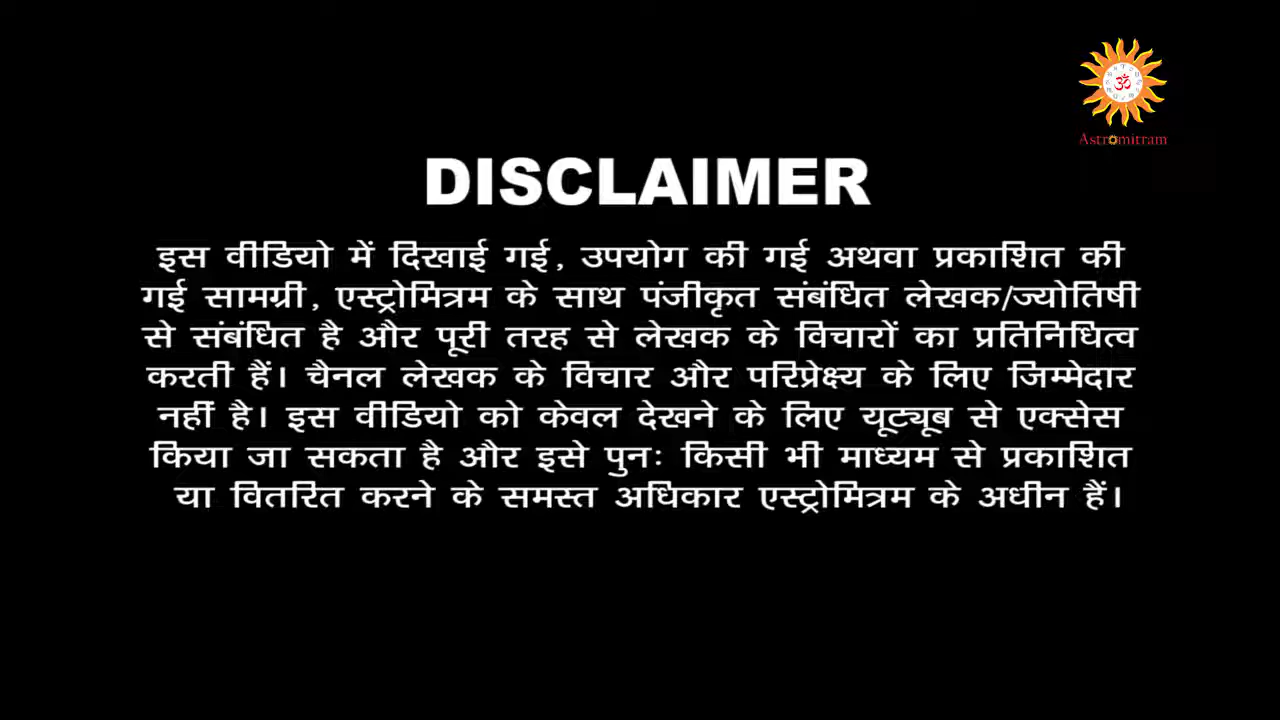 Astromitram
DISCLAIMER
इस वीडियो में दिखाई गई, उपयोग की गई अथवा प्रकाशित की
गई सामग्री, एस्ट्रोमित्रम के साथ पंजीकृत संबंधित लेखक/ज्योतिषी
से संबंधित है और पूरी तरह से लेखक के विचारों का प्रतिनिधित्व
करती हैं। चैनल लेखक के विचार और परिप्रेक्ष्य के लिए जिम्मेदार
नहीं है। इस वीडियो को केवल देखने के लिए यूट्यूब से एक्सेस
किया जा सकता है और इसे पुनः किसी भी माध्यम से प्रकाशित
या वितरित करने के समस्त अधिकार एस्ट्रोमित्रम के अधीन हैं।
ॐ